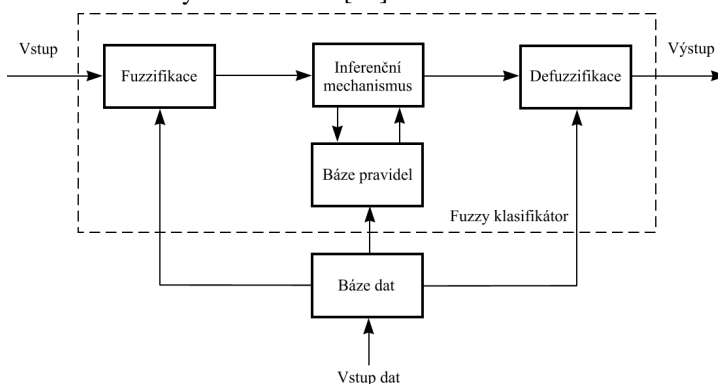 Vstup
Výstup
Fuzzifikace
Inferenční
mechanismus
Defuzzifikace
Báze pravidel
Fuzzy klasifikátor
Báze dat
Vstup dat